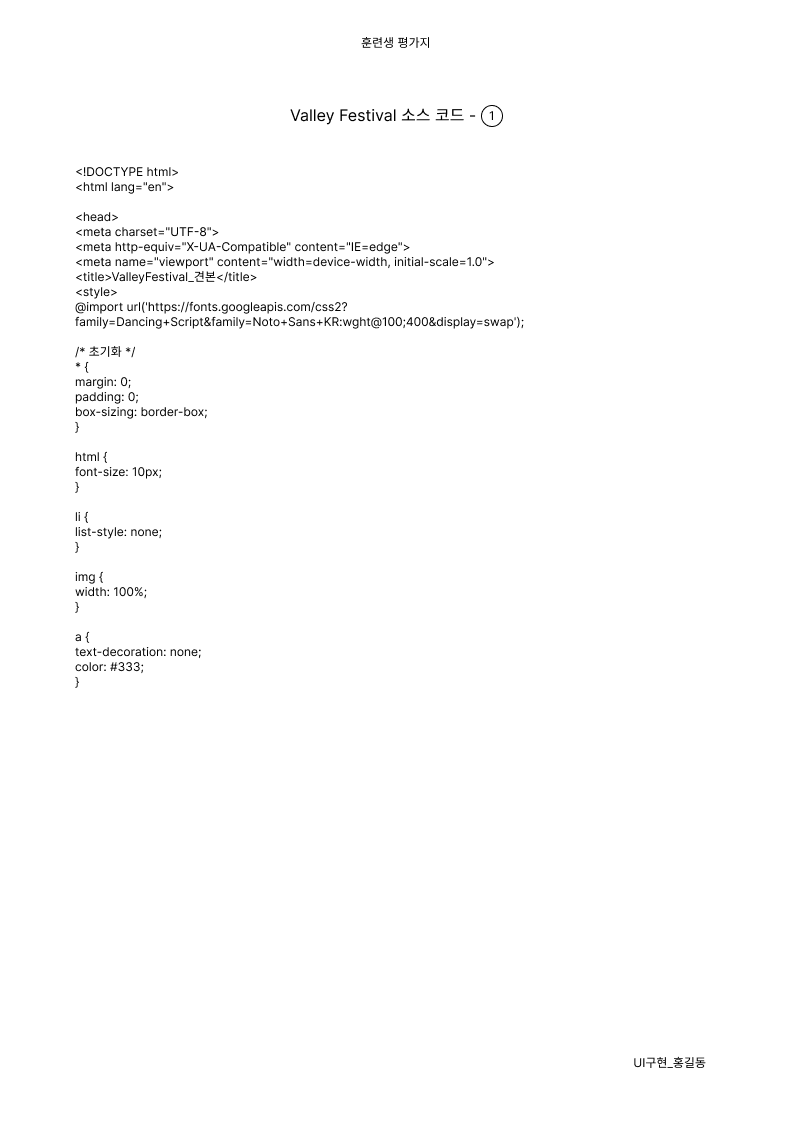 훈련생 평가지
Valley Festival 소스 코드 - ①
<!DOCTYPE html>
<html lang="en">
<head>
<meta charset="UTF-8">
<meta http-equiv="X-UA-Compatible" content="IE=edge">
<meta name="viewport" content="width=device-width, initial-scale=1.0">
<title>ValleyFestival_견본</title>
<style>
@import url('https://fonts.googleapis.com/css2?
family=Dancing+Script&family=Noto+Sans+KR:wght@100;400&display=swap');
/* 초기화 */
* {
margin: 0;
padding: 0;
box-sizing: border-box;
}
html {
font-size: 10px;
}
li {
list-style: none;
}
img {
width: 100%;
}
a {
text-decoration: none;
color: #333;
}
UI구현_홍길동